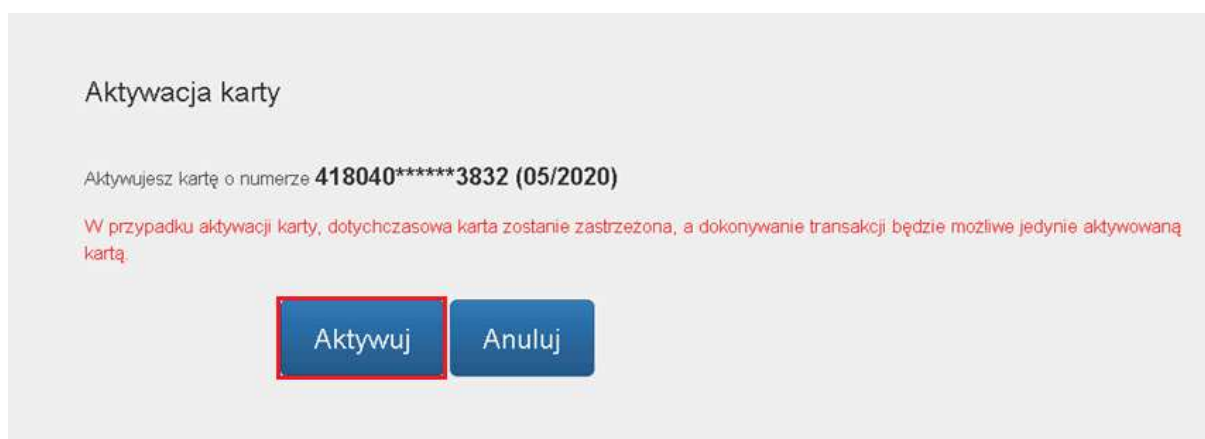 Aktywacja karty
Aktywujesz kartę o numerze 418040******3832 (05/2020)
W przypadku aktywacji karty, dotychczasowa karta zostanie zastrzeżona, a dokonywanie transakcji będzie możliwe jedynie aktywowaną
kartą.
Aktywuj Anuluj